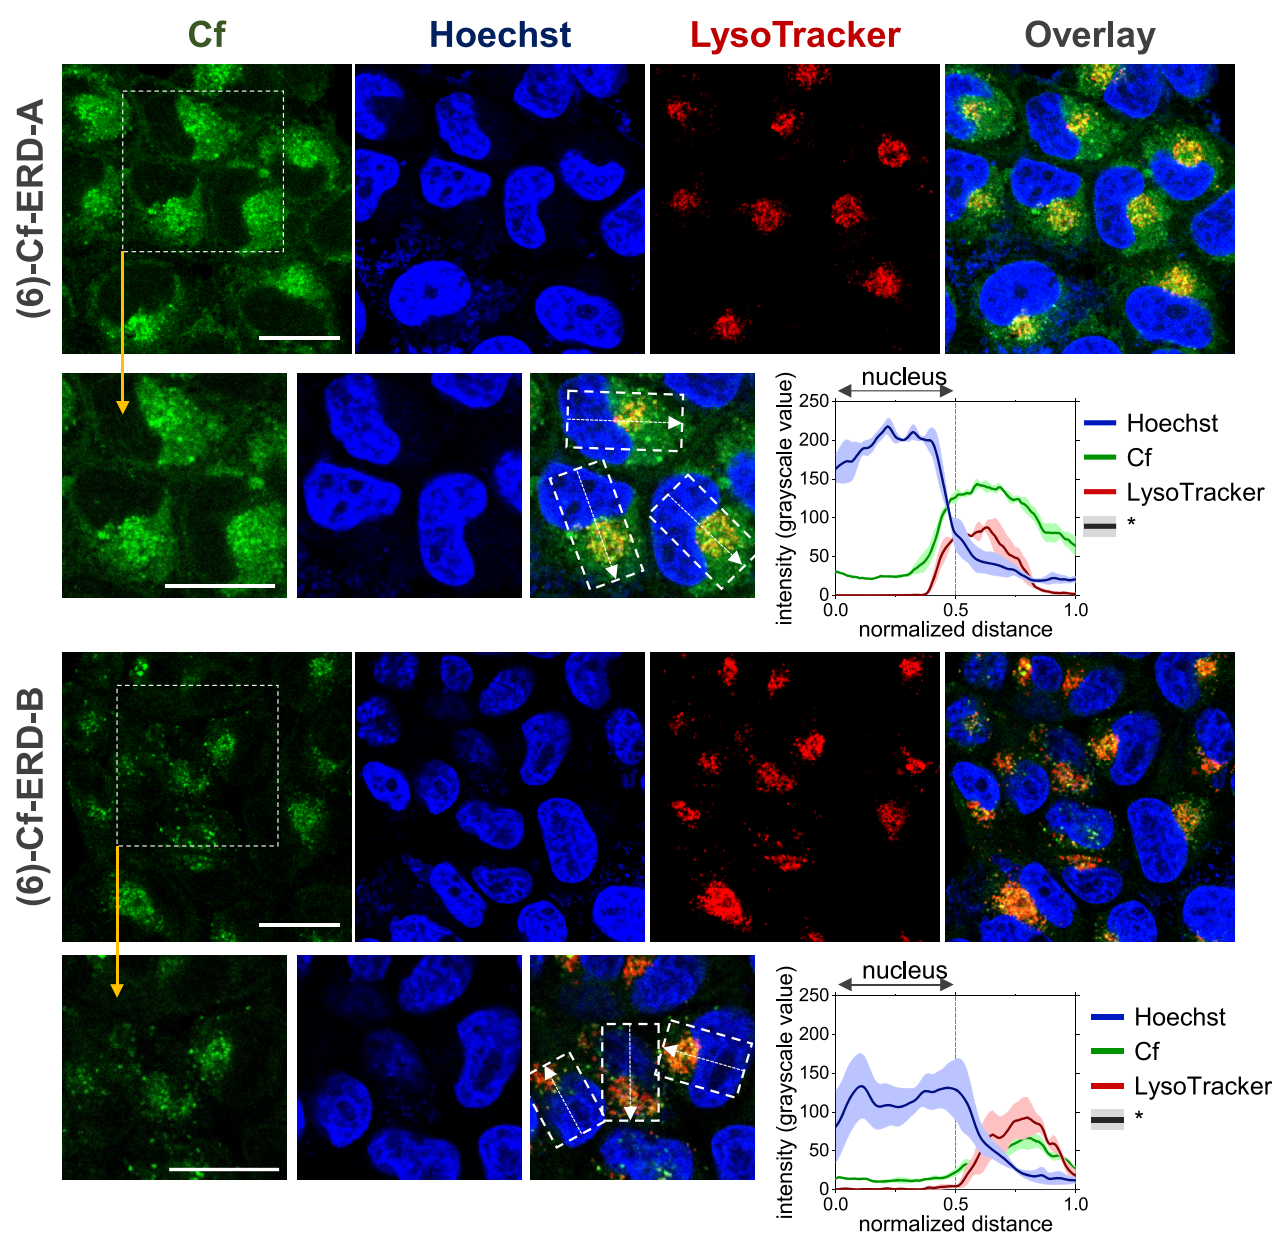 Cf Hoechst LysoTracker Overlay
(6)-Cf-ERD-A
nucleus
intensity (grayscale value)
250
200
150
100
50
0
0.0 0.5 1.0
normalized distance
Hoechst
Cf
LysoTracker
*
(6)-Cf-ERD-B
nucleus
intensity (grayscale value)
250
200
150
100
50
0
0.0 0.5 1.0
normalized distance
Hoechst
Cf
LysoTracker
*